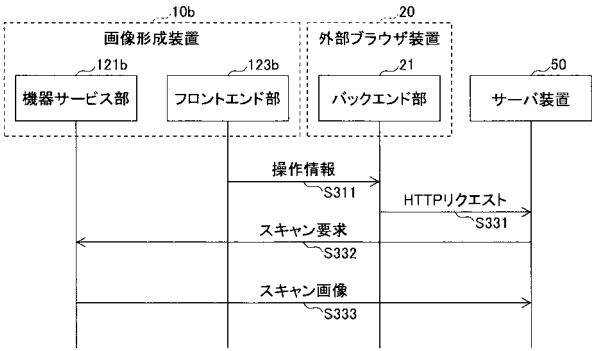 10b
20
画像形成装置
外部ブラウザ装置
121b
123b
21
50
機器サービス部
フロントエンド部
バックエンド部
サーバ装置
操作情報
S311
HTTPリクエスト
S331
スキャン要求
S332
スキャン画像
S333